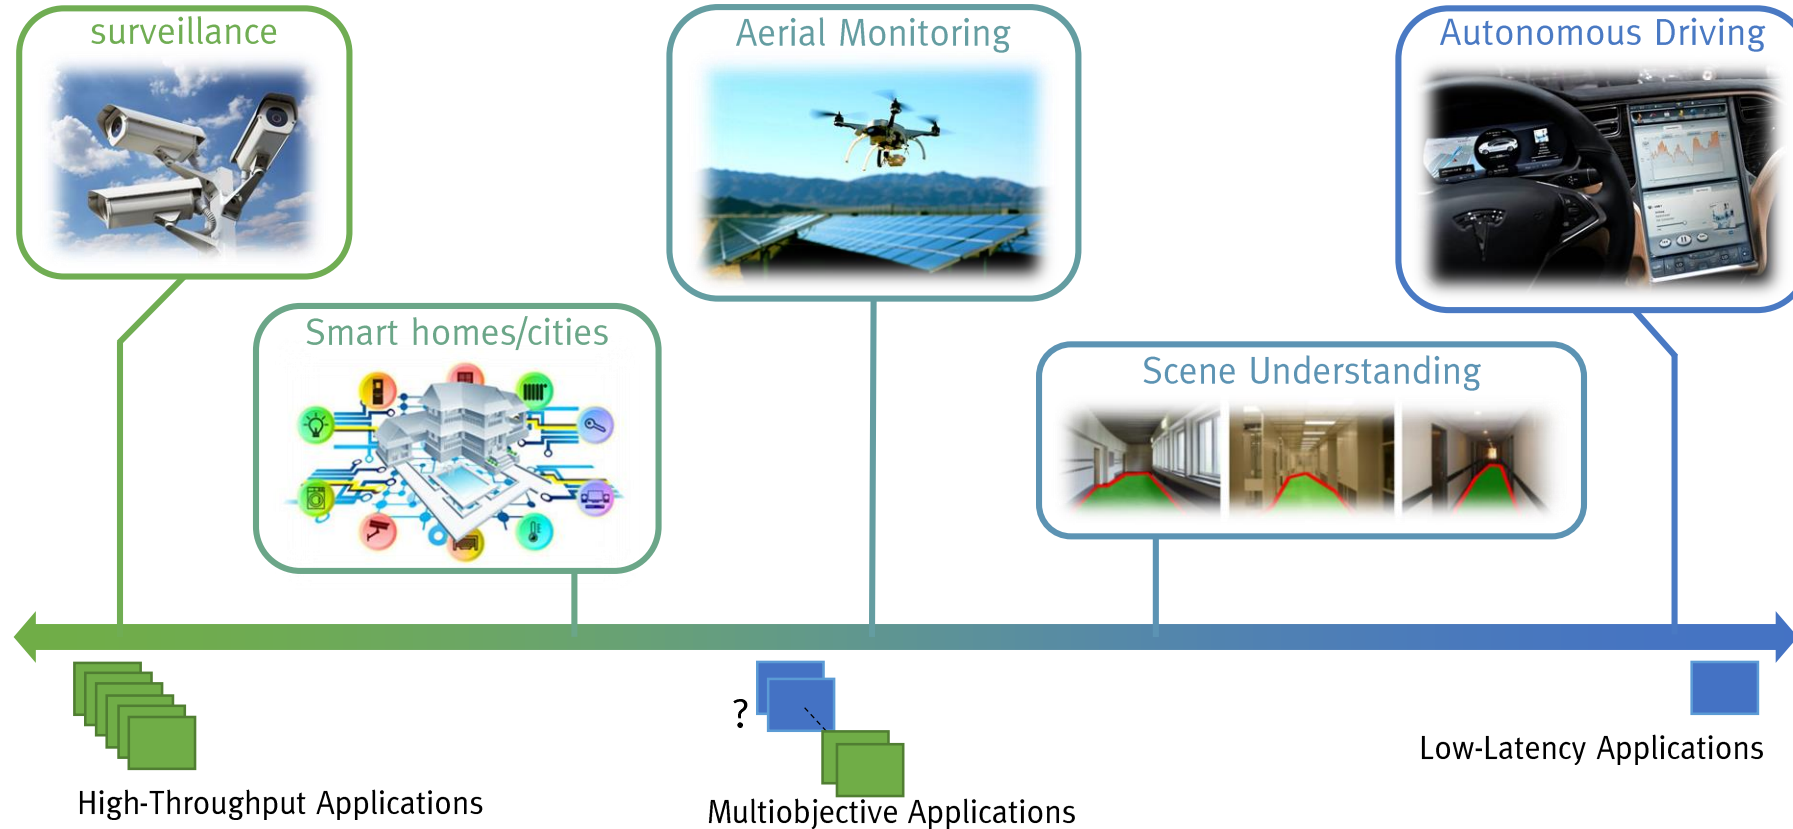 surveillance
Aerial Monitoring
Autonomous Driving
Smart homes/cities
Scene Understanding
?
High-Throughput Applications
Multiobjective Applications
Low-Latency Applications